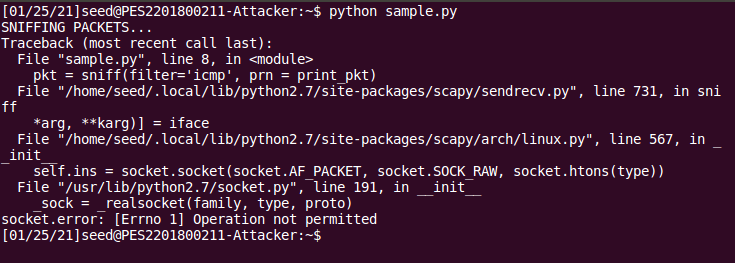 [01/25/21]seed@PES2201800211-Attacker:~$ python sample.py
SNIFFING PACKETS...
Traceback (most recent call last):
  File "sample.py", line 8, in <module>
    pkt = sniff(filter='icmp', prn = print_pkt)
  File "/home/seed/.local/lib/python2.7/site-packages/scapy/sendrecv.py", line 731, in sni
ff
    *arg, **karg)] = iface
  File "/home/seed/.local/lib/python2.7/site-packages/scapy/arch/linux.py", line 567, in _
_init__
    self.ins = socket.socket(socket.AF_PACKET, socket.SOCK_RAW, socket.htons(type))
  File "/usr/lib/python2.7/socket.py", line 191, in __init__
    _sock = _realsocket(family, type, proto)
socket.error: [Errno 1] Operation not permitted
[01/25/21]seed@PES2201800211-Attacker:~$